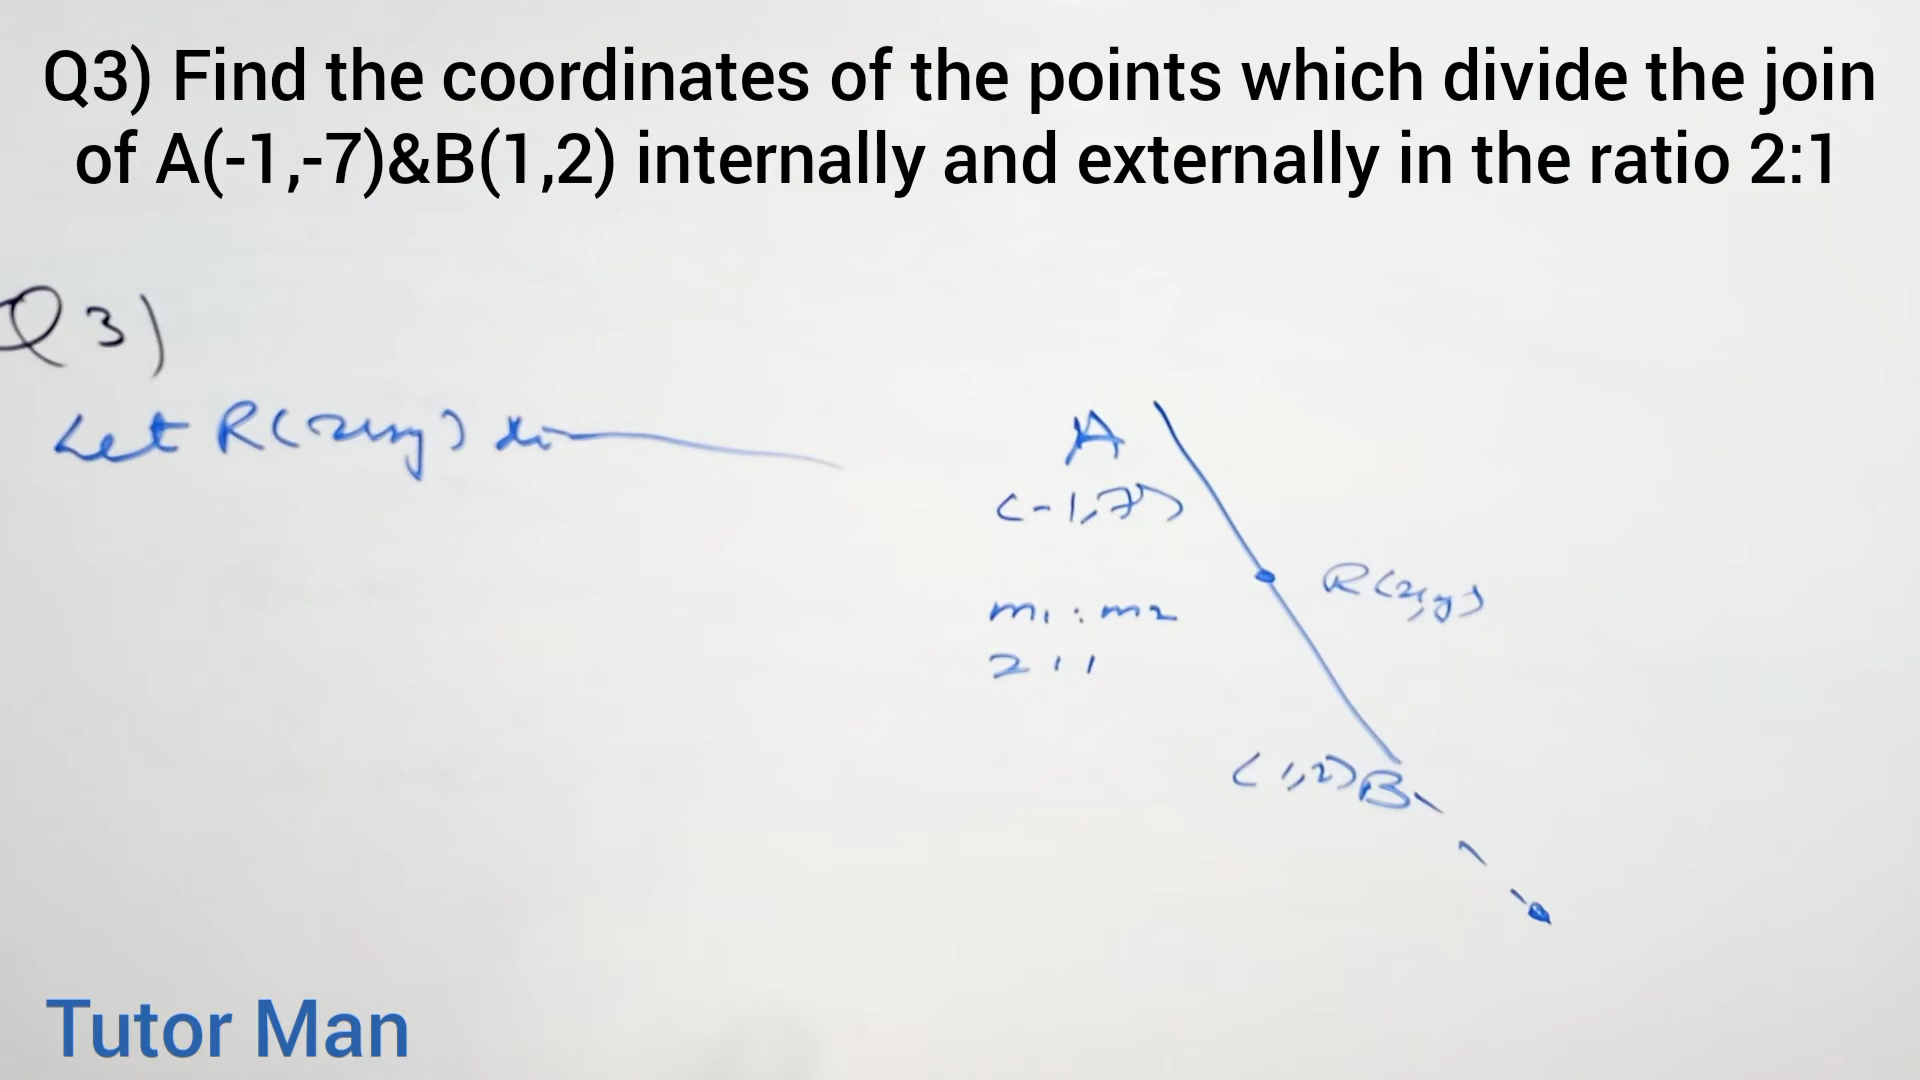 Q3) Find the coordinates of the points which divide the join
of A(-1,-7)&B(1,2) internally and externally in the ratio 2:1
Q3)
Let R(x,y) di
A
(-1,7)
R(x,y)
m1:m2
2:1
(1,2)B
Tutor Man